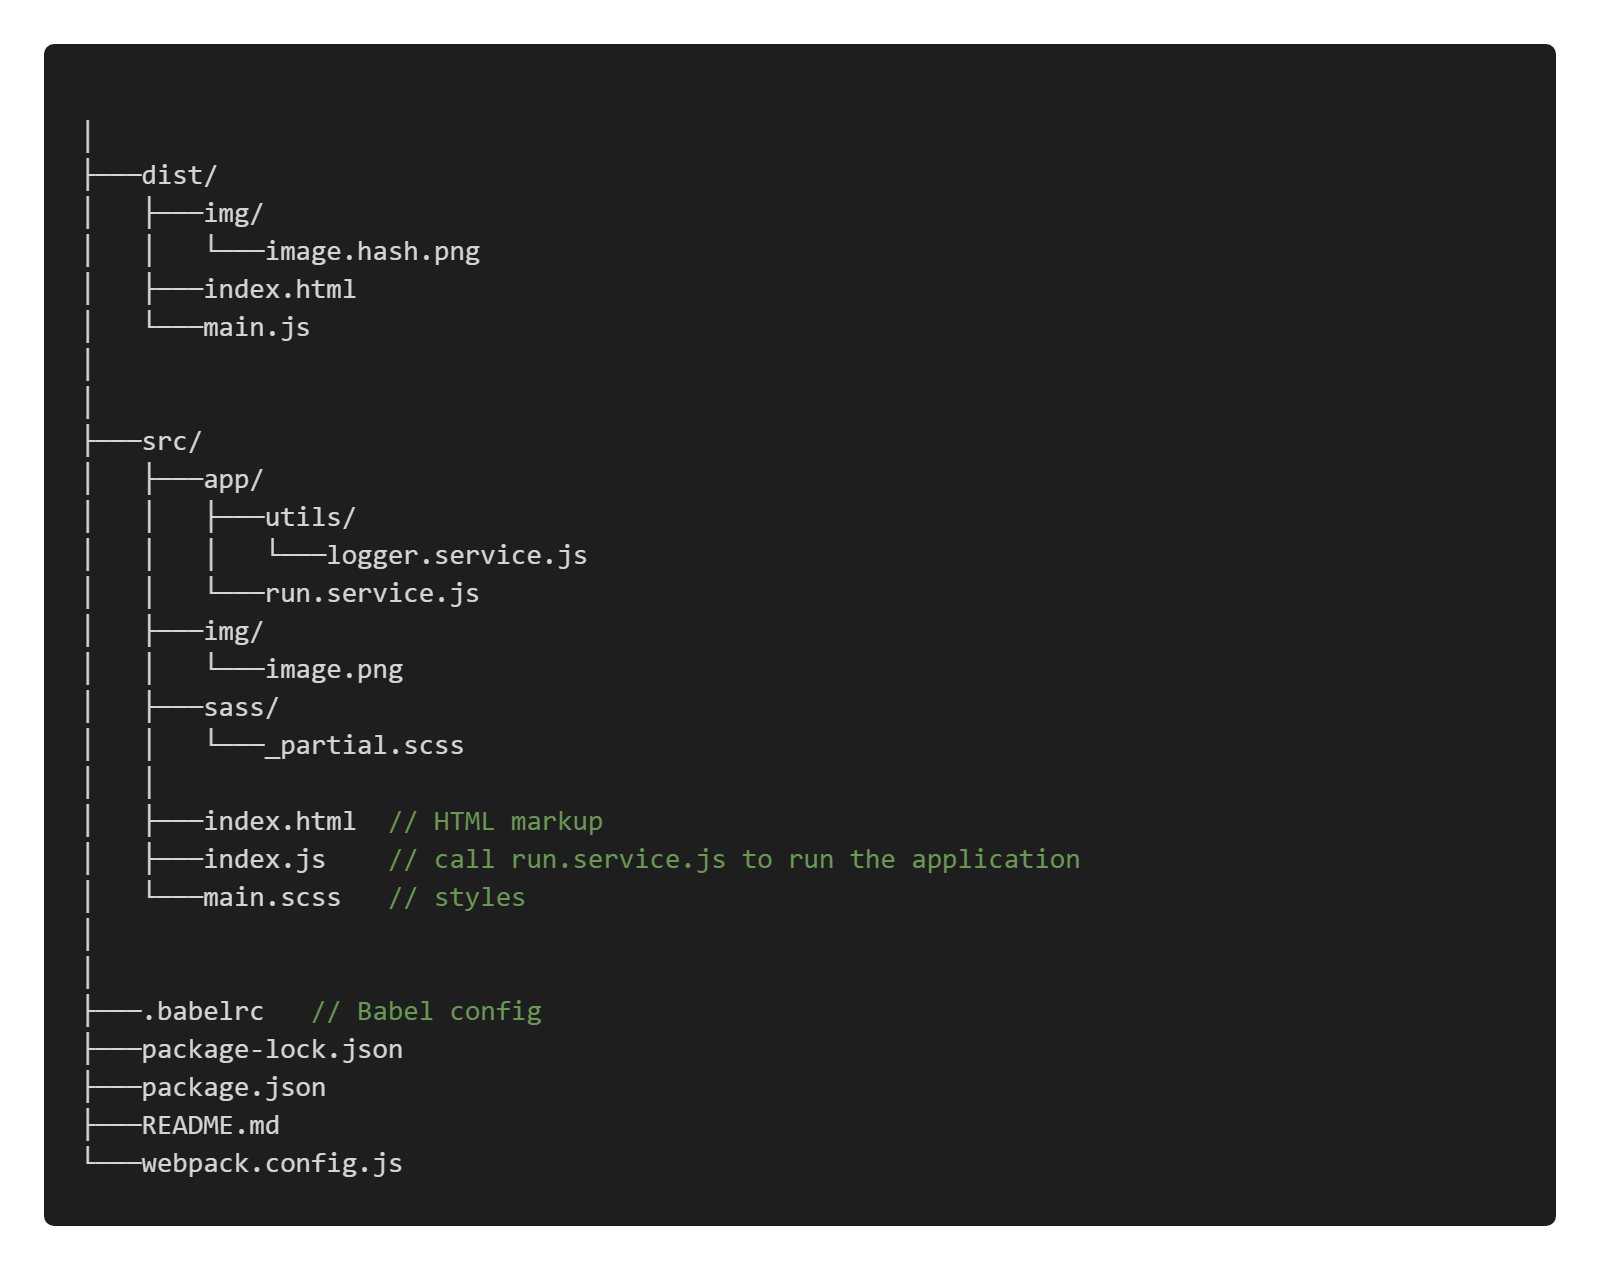 │
├───dist/
│   ├───img/
│   │   └───image.hash.png
│   ├───index.html
│   └───main.js
│
│
├───src/
│   ├───app/
│   │   ├───utils/
│   │   │   └───logger.service.js
│   │   └───run.service.js
│   ├───img/
│   │   └───image.png
│   ├───sass/
│   │   └───_partial.scss
│   │
│   ├───index.html  // HTML markup
│   ├───index.js    // call run.service.js to run the application
│   └───main.scss   // styles
│
│
├───.babelrc   // Babel config
├───package-lock.json
├───package.json
├───README.md
└───webpack.config.js